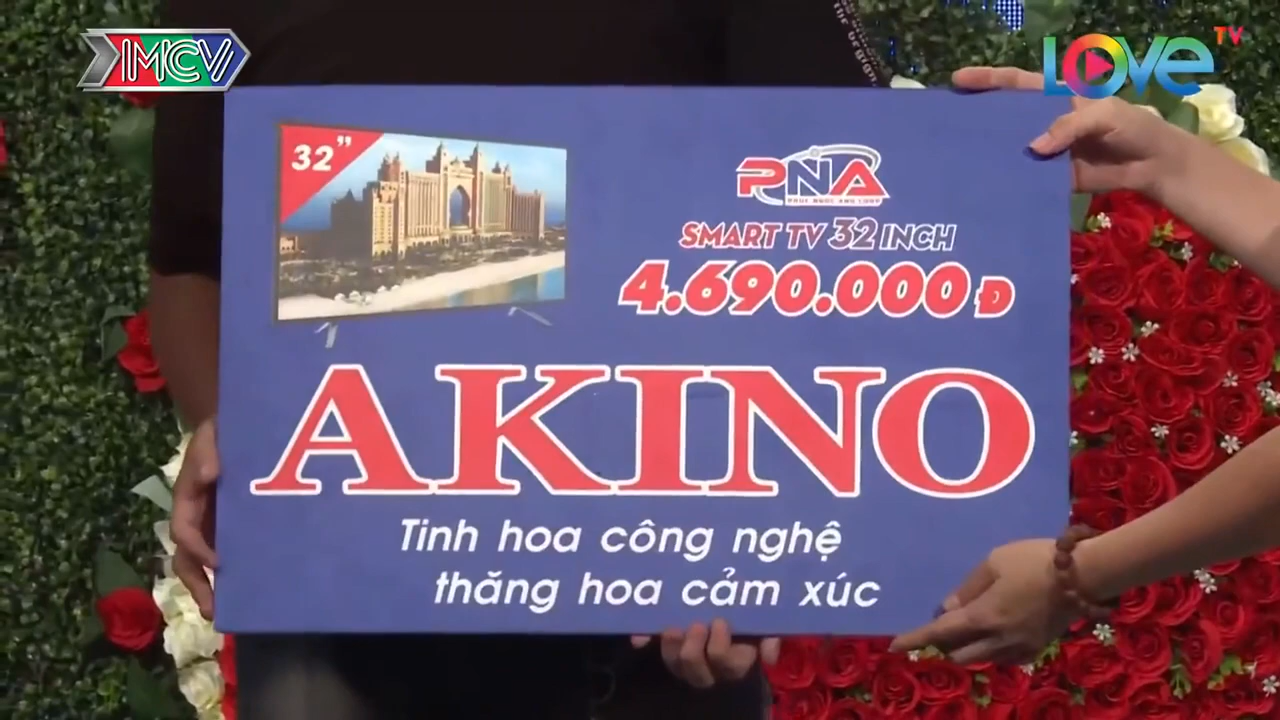 MCV
LOVE TV
32”
PNA
SMART TV 32 INCH
4.690.000 Đ
AKINO
Tinh hoa công nghệ
thăng hoa cảm xúc